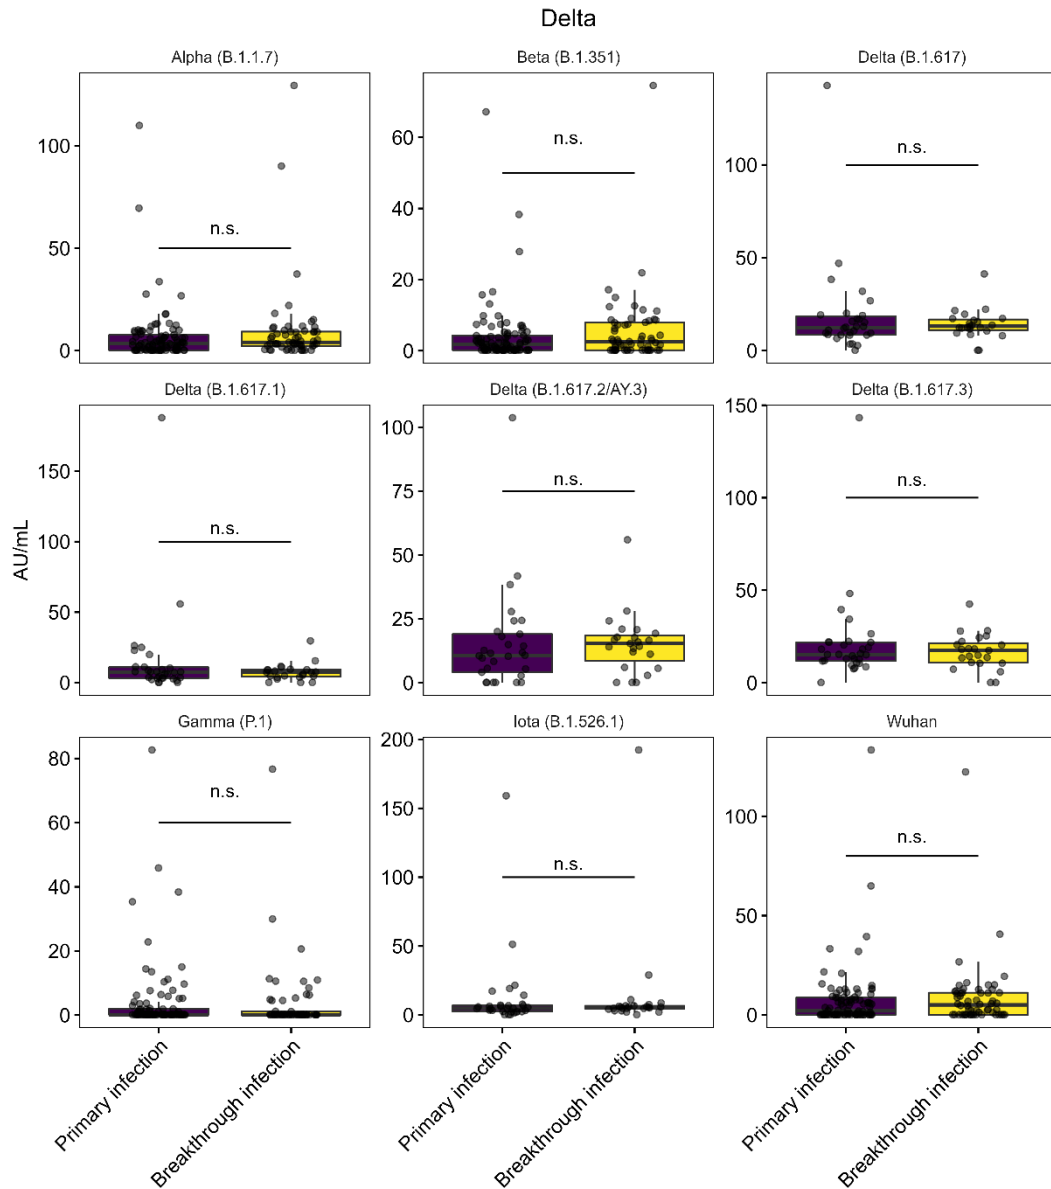 Delta
Alpha (B.1.1.7)
Beta (B.1.351)
Delta (B.1.617)
100
50
0
n.s.
60
40
20
0
n.s.
100
50
0
n.s.
Delta (B.1.617.1)
Delta (B.1.617.2/AY.3)
Delta (B.1.617.3)
AU/mL
150
100
50
0
n.s.
100
75
50
25
0
n.s.
150
100
50
0
n.s.
Gamma (P.1)
Iota (B.1.526.1)
Wuhan
80
60
40
20
0
n.s.
200
150
100
50
0
n.s.
100
50
0
n.s.
Primary infection
Breakthrough infection
Primary infection
Breakthrough infection
Primary infection
Breakthrough infection